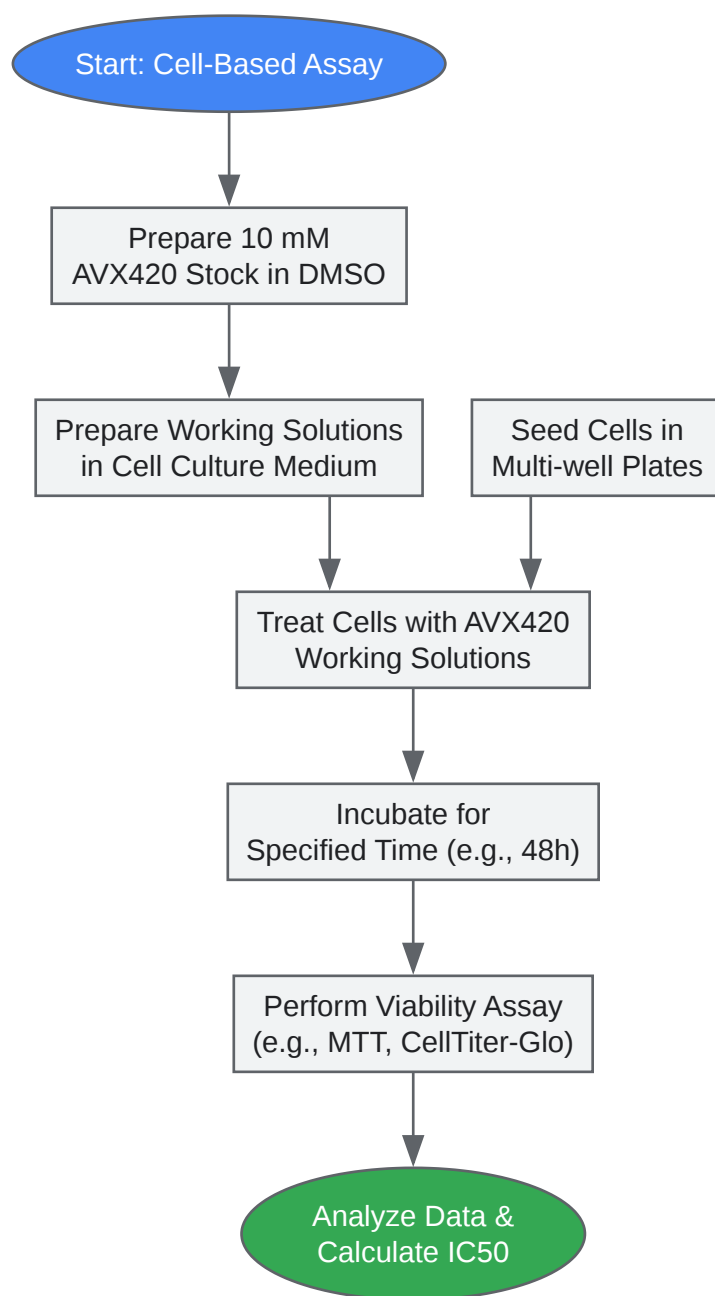 Start: Cell-Based Assay
Prepare 10 mM
AVX420 Stock in DMSO
Prepare Working Solutions
in Cell Culture Medium
Seed Cells in
Multi-well Plates
Treat Cells with AVX420
Working Solutions
Incubate for
Specified Time (e.g., 48h)
Perform Viability Assay
(e.g., MTT, CellTiter-Glo)
Analyze Data &
Calculate IC50